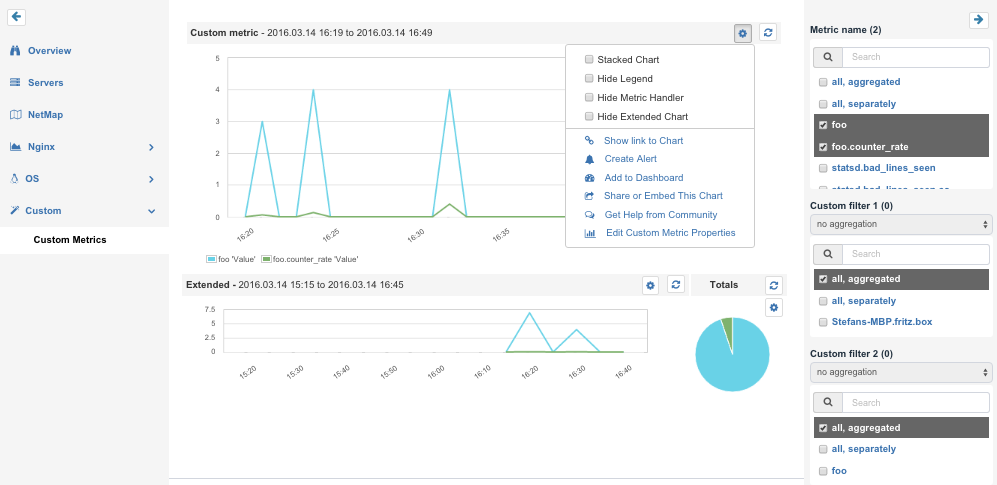 Overview
Servers
NetMap
Nginx
OS
Custom
Custom Metrics
Custom metric - 2016.03.14 16:19 to 2016.03.14 16:49
5
4
3
2
1
0
16:20
16:25
16:30
16:35
foo 'Value'
foo.counter_rate 'Value'
Stacked Chart
Hide Legend
Hide Metric Handler
Hide Extended Chart
Show link to Chart
Create Alert
Add to Dashboard
Share or Embed This Chart
Get Help from Community
Edit Custom Metric Properties
Extended - 2016.03.14 15:15 to 2016.03.14 16:45
7.5
5
2.5
0
15:20
15:30
15:40
15:50
16:00
16:10
16:20
16:30
16:40
Totals
Metric name (2)
Search
all, aggregated
all, separately
foo
foo.counter_rate
statsd.bad_lines_seen
Custom filter 1 (0)
no aggregation
Search
all, aggregated
all, separately
Stefans-MBP.fritz.box
Custom filter 2 (0)
no aggregation
Search
all, aggregated
all, separately
foo